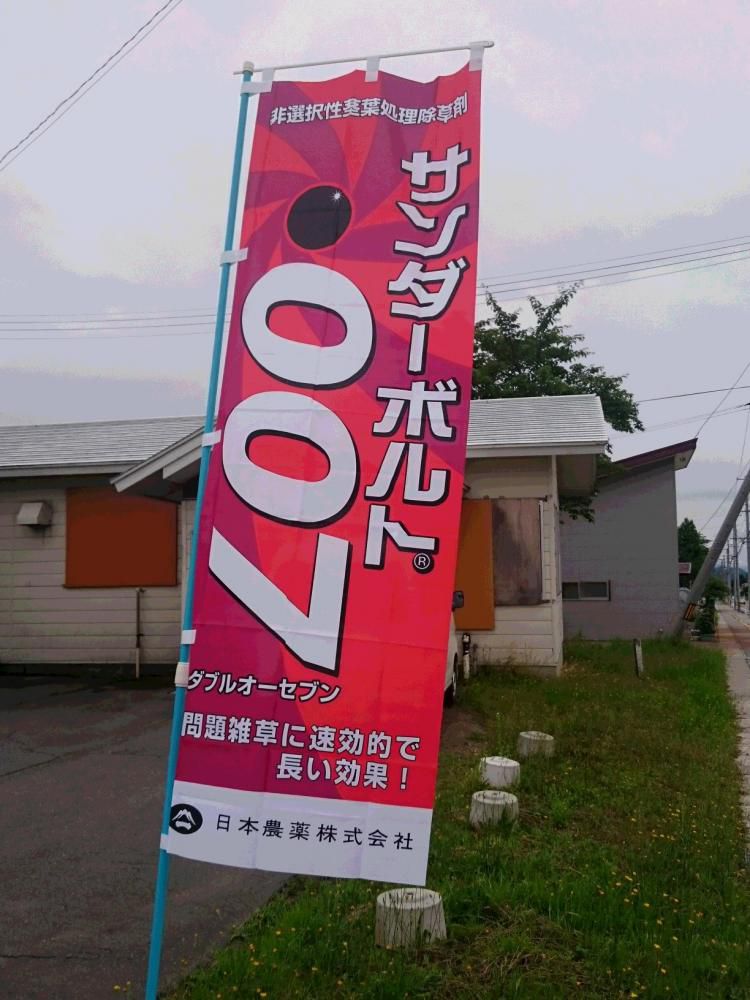 非選択性茎葉処理除草剤
サンダーボルト®
007
ダブルオーセブン
問題雑草に速効的で
長い効果！
日本農薬株式会社